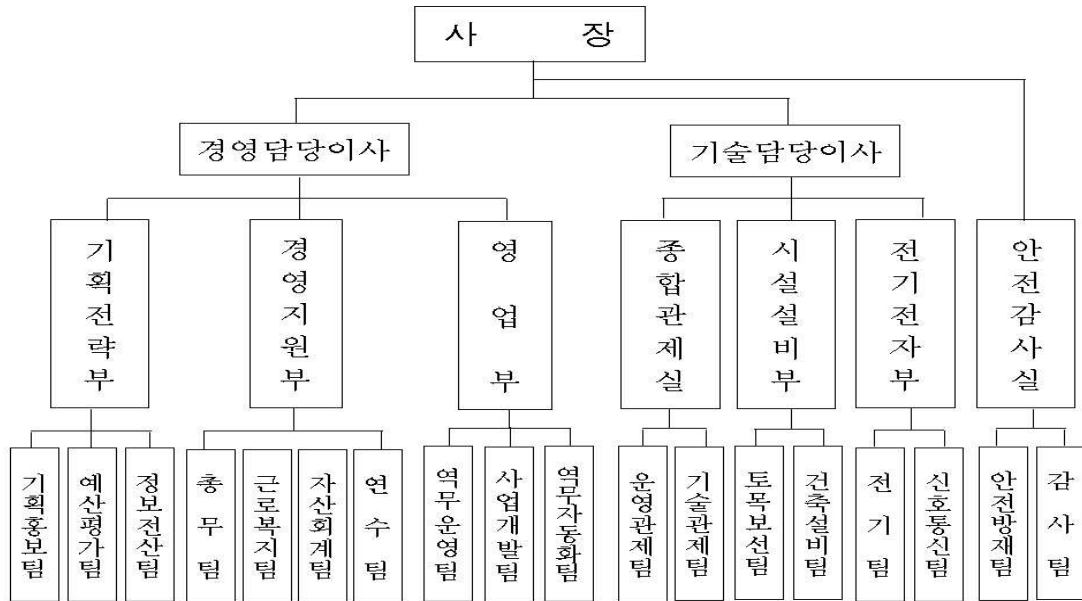 사 장
경영담당이사
기술담당이사
기획전략부
경영지원부
영업부
종합관제실
시설설비부
전기전자부
안전감사실
기획홍보팀
예산평가팀
정보전산팀
총무팀
근로복지팀
자산회계팀
연수팀
역무운영팀
사업개발팀
역무자동화팀
운영관제팀
기술관제팀
토목보선팀
건축설비팀
전기팀
신호통신팀
안전방재팀
감사팀